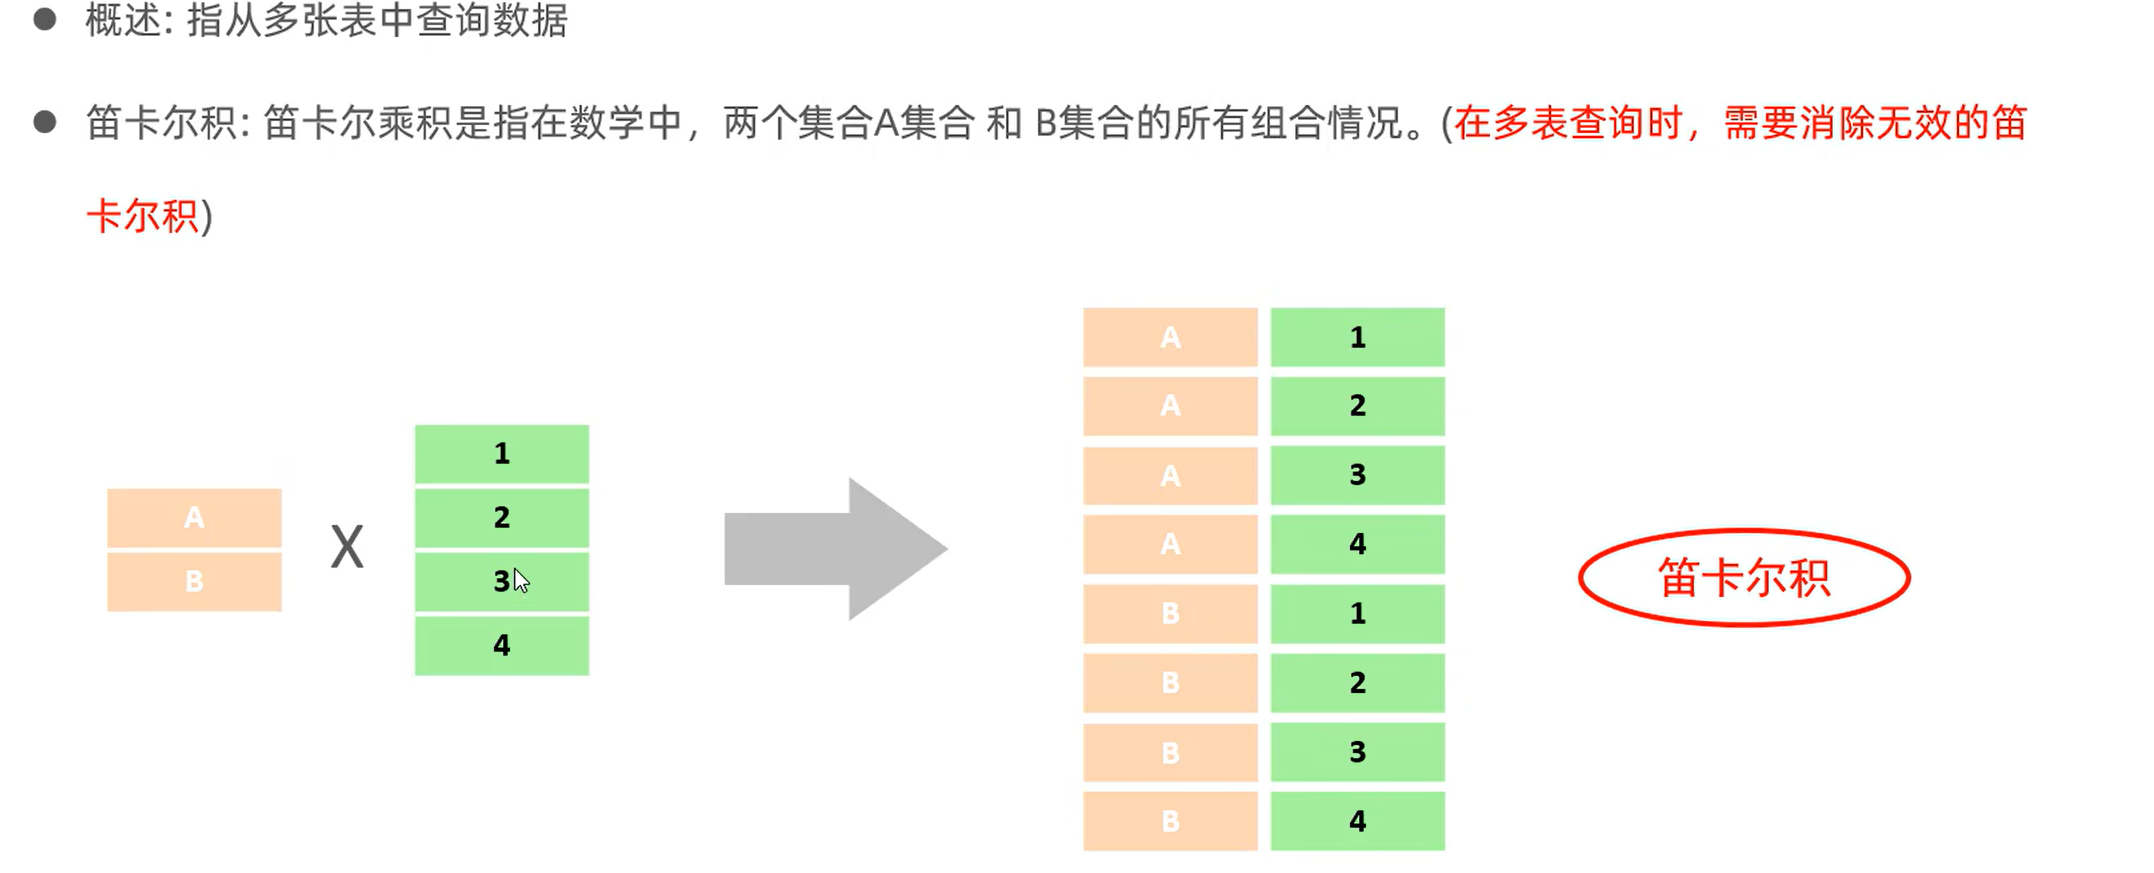 概述: 指从多张表中查询数据
笛卡尔积: 笛卡尔乘积是指在数学中，两个集合A集合 和 B集合的所有组合情况。(在多表查询时，需要消除无效的笛
卡尔积)
A
B
X
1
2
3
4
A 1
A 2
A 3
A 4
B 1
B 2
B 3
B 4
笛卡尔积